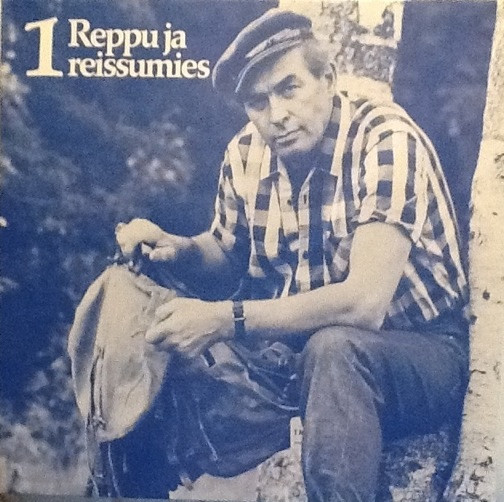 1 Reppu ja
reissumies